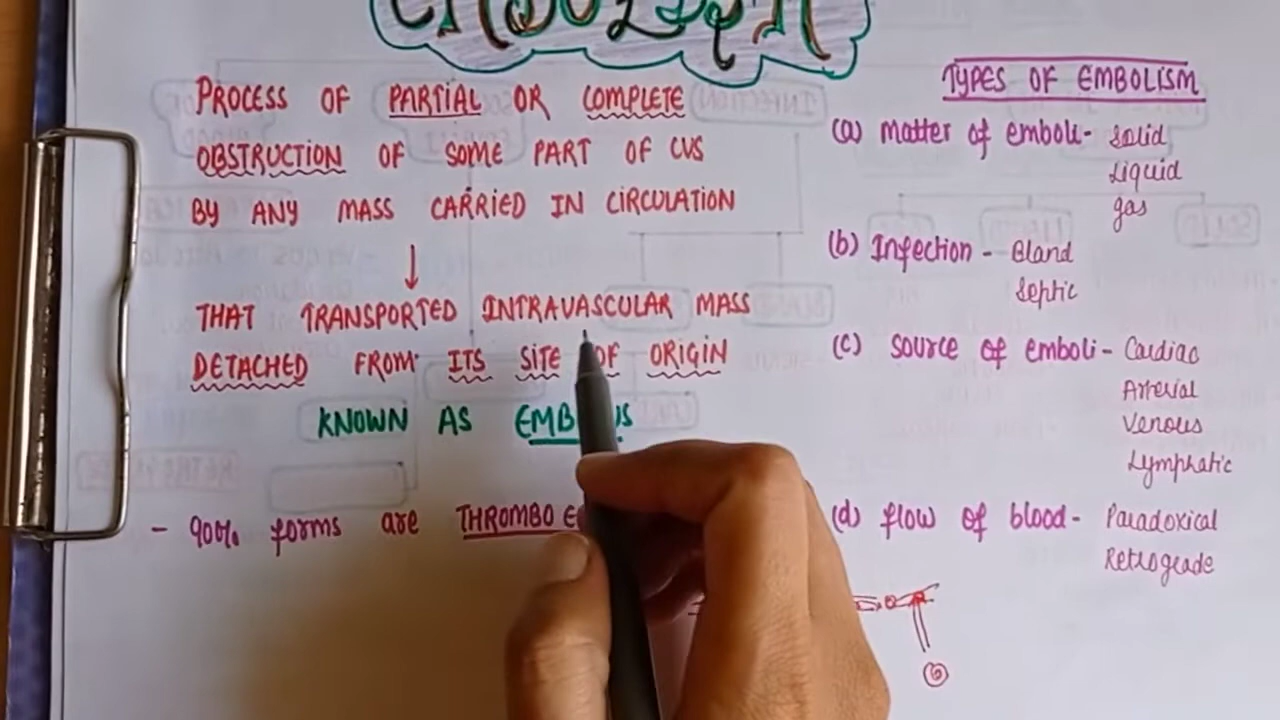 EMBOLISM
PROCESS OF PARTIAL OR COMPLETE
OBSTRUCTION OF SOME PART OF CVS
BY ANY MASS CARRIED IN CIRCULATION
THAT TRANSPORTED INTRAVASCULAR MASS
DETACHED FROM ITS SITE OF ORIGIN
KNOWN AS
- 90% forms are THROMBO
TYPES OF EMBOLISM
(a) matter of emboli - Solid
Liquid
gas
(b) Infection - Bland
Septic
(c) source of emboli - Cardiac
Arterial
Venous
Lymphatic
(d) flow of blood - Paradoxical
Retrograde